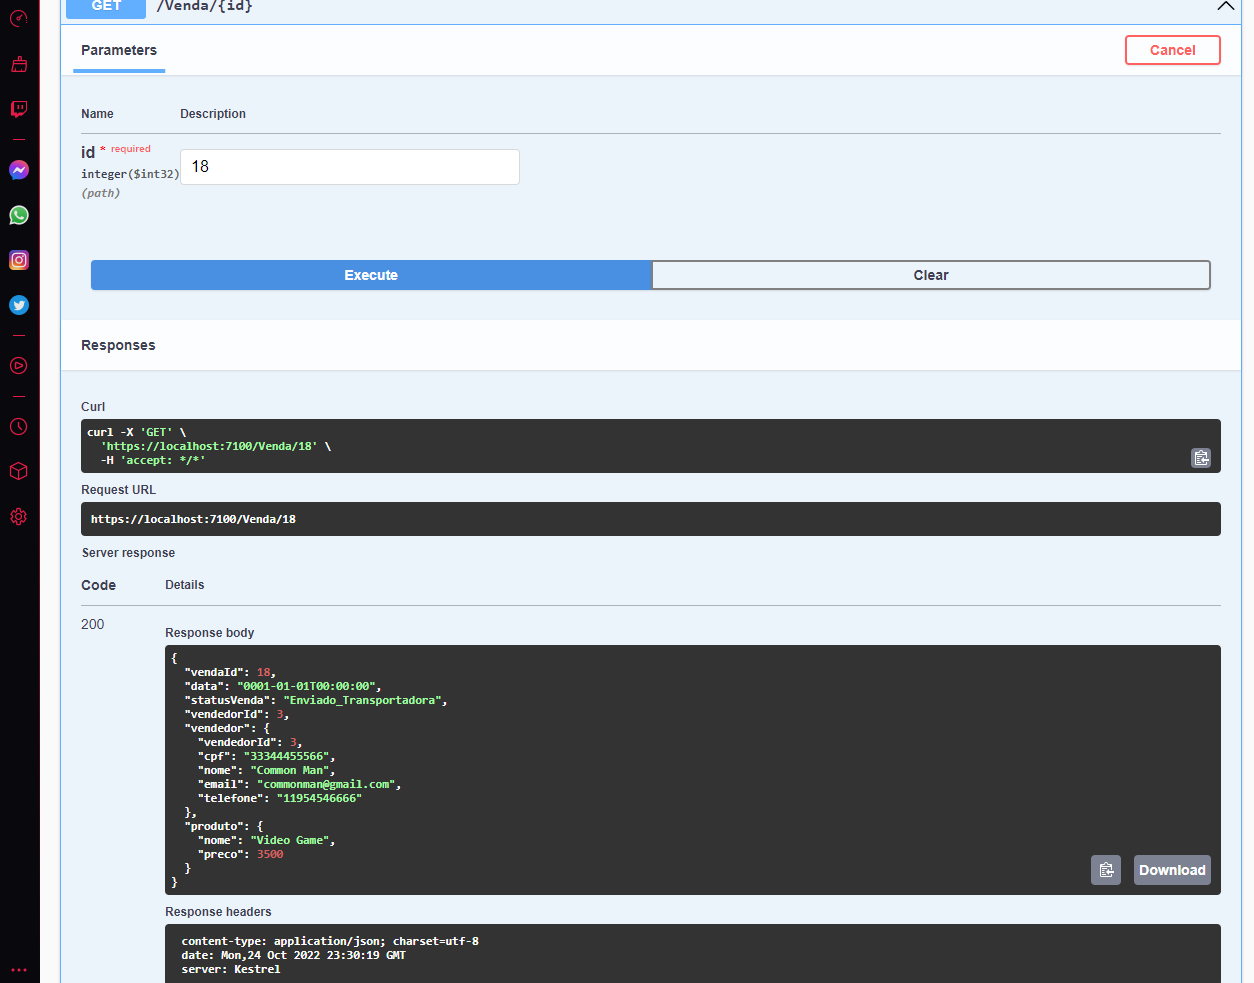 GET /Venda/{id}
Parameters
Cancel
Name Description
id * required
integer($int32)
(path)
18
Execute Clear
Responses
Curl
curl -X 'GET' \
  'https://localhost:7100/Venda/18' \
  -H 'accept: */*'
Request URL
https://localhost:7100/Venda/18
Server response
Code Details
200
Response body
{
  "vendaId": 18,
  "data": "0001-01-01T00:00:00",
  "statusVenda": "Enviado_Transportadora",
  "vendedorId": 3,
  "vendedor": {
    "vendedorId": 3,
    "cpf": "33344455566",
    "nome": "Common Man",
    "email": "commonman@gmail.com",
    "telefone": "11954546666"
  },
  "produto": {
    "nome": "Video Game",
    "preco": 3500
  }
}
Download
Response headers
content-type: application/json; charset=utf-8
date: Mon,24 Oct 2022 23:30:19 GMT
server: Kestrel